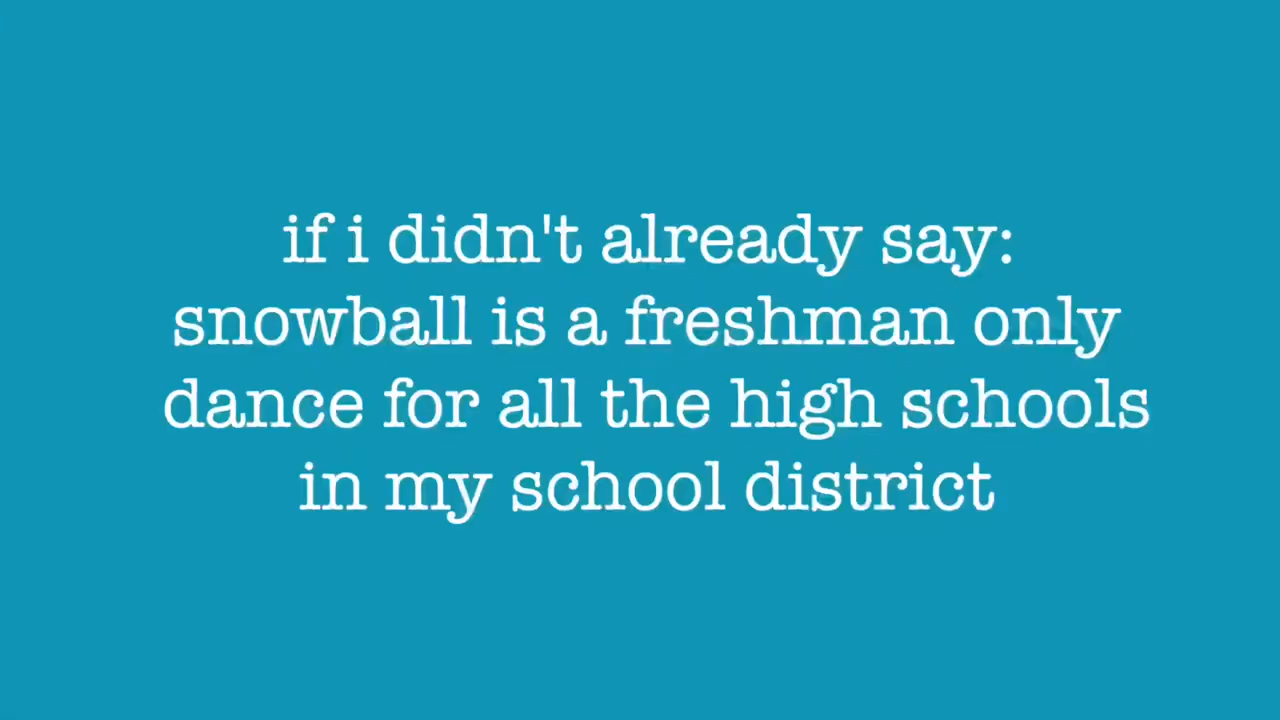 if i didn't already say:
snowball is a freshman only
dance for all the high schools
in my school district